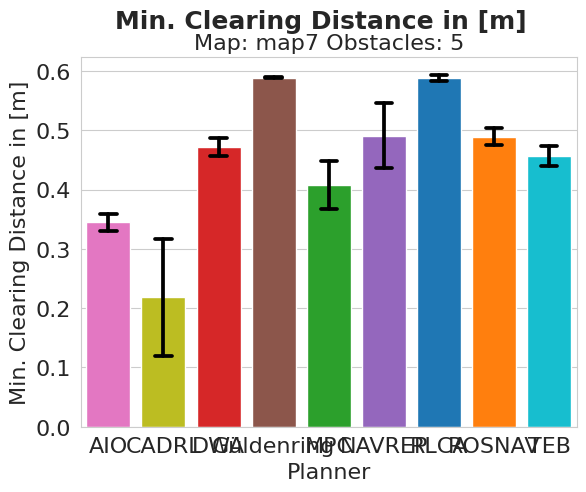 Min. Clearing Distance in [m]
Map: map7 Obstacles: 5
Min. Clearing Distance in [m]
0.6
0.5
0.4
0.3
0.2
0.1
0.0
AIO CADRL DWA Guldenring MPC NAVREP RLCA ROSNAV TEB
Planner